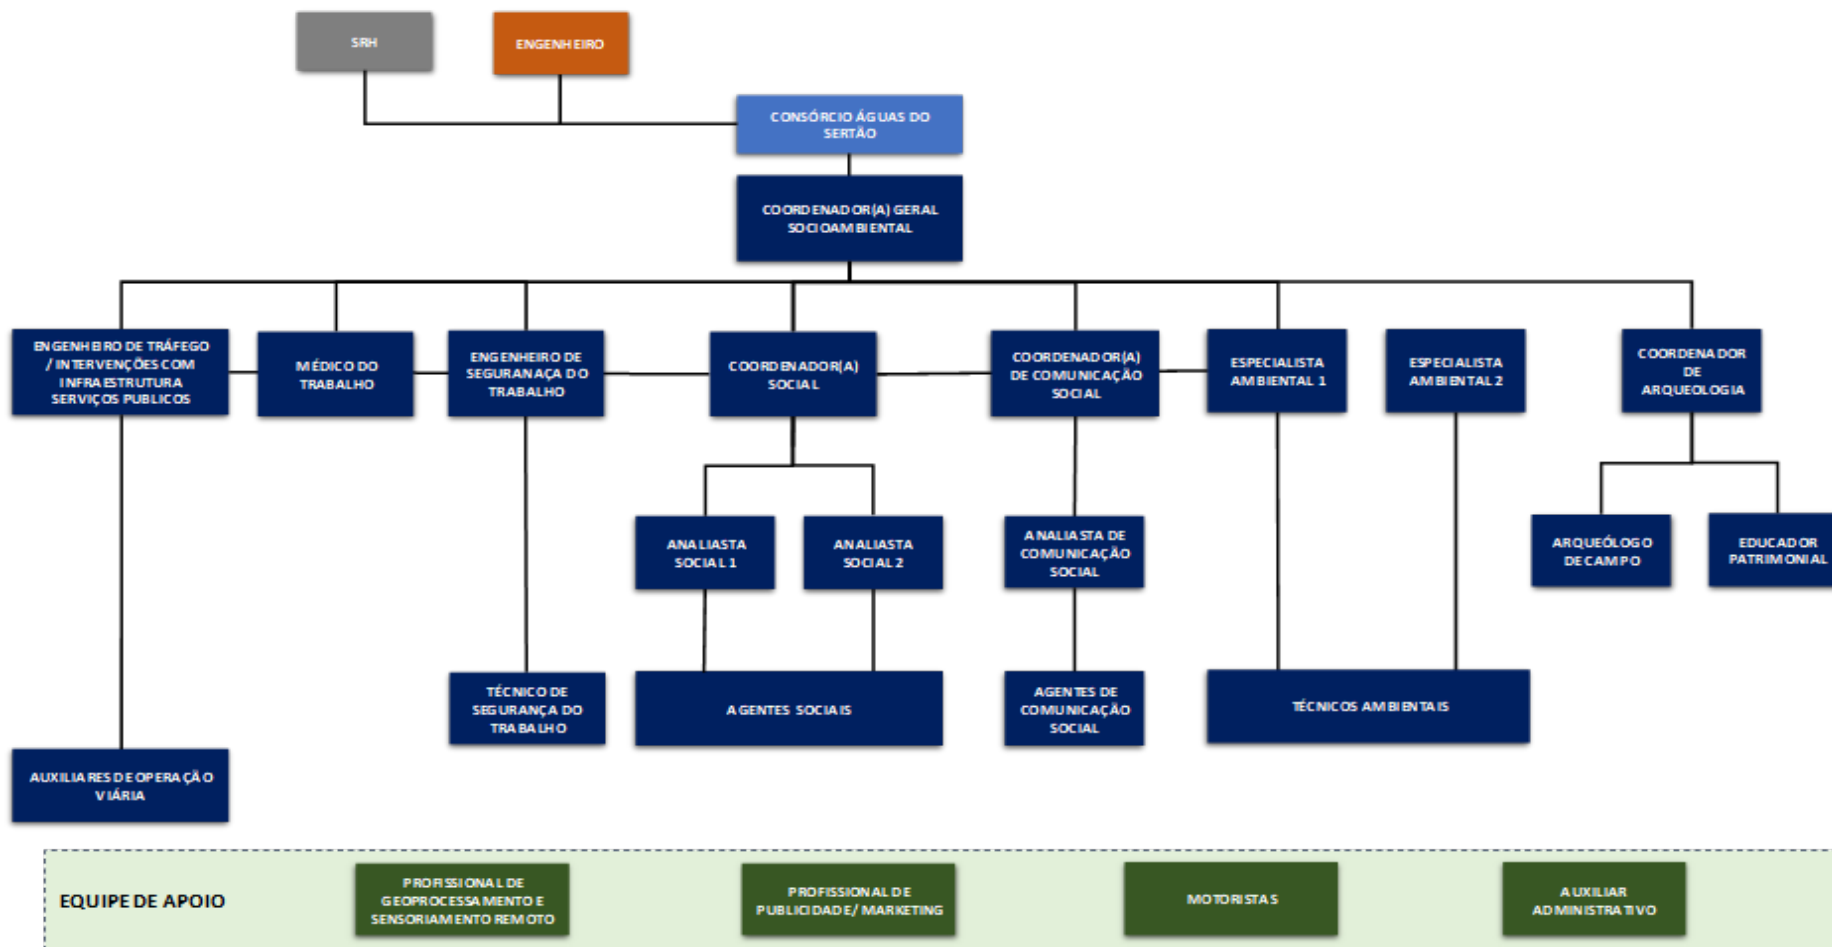 SRH
ENGENHEIRO
CONSÓRCIO ÁGUAS DO
SERTÃO
COORDENADOR(A) GERAL
SOCIOAMBIENTAL
ENGENHEIRO DE TRÁFEGO
/ INTERVENÇÕES COM
INFRAESTRUTURA
SERVIÇOS PUBLICOS
MÉDICO DO
TRABALHO
ENGENHEIRO DE
SEGURANAÇA DO
TRABALHO
COORDENADOR(A)
SOCIAL
COORDENADOR(A)
DE COMUNICAÇÃO
SOCIAL
ESPECIALISTA
AMBIENTAL 1
ESPECIALISTA
AMBIENTAL 2
COORDENADOR
DE
ARQUEOLOGIA
ANALIASTA
SOCIAL 1
ANALIASTA
SOCIAL 2
ANALIASTA DE
COMUNICAÇÃO
SOCIAL
ARQUEÓLOGO
DE CAMPO
EDUCADOR
PATRIMONIAL
TÉCNICO DE
SEGURANÇA DO
TRABALHO
AGENTES SOCIAIS
AGENTES DE
COMUNICAÇÃO
SOCIAL
TÉCNICOS AMBIENTAIS
AUXILIARES DE OPERAÇÃO
VIÁRIA
EQUIPE DE APOIO
PROFISSIONAL DE
GEOPROCESSAMENTO E
SENSORIAMENTO REMOTO
PROFISSIONAL DE
PUBLICIDADE/ MARKETING
MOTORISTAS
AUXILIAR
ADMINISTRATIVO